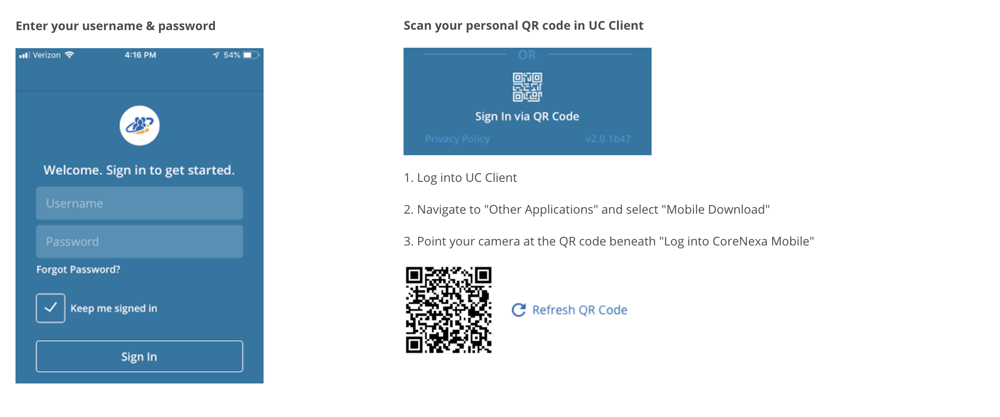 Enter your username & password
Verizon
4:16 PM
54%
Welcome. Sign in to get started.
Username
Password
Forgot Password?
Keep me signed in
Sign In
Scan your personal QR code in UC Client
OR
Sign In via QR Code
Privacy Policy
v2.0.1b47
1. Log into UC Client
2. Navigate to "Other Applications" and select "Mobile Download"
3. Point your camera at the QR code beneath "Log into CoreNexa Mobile"
Refresh QR Code